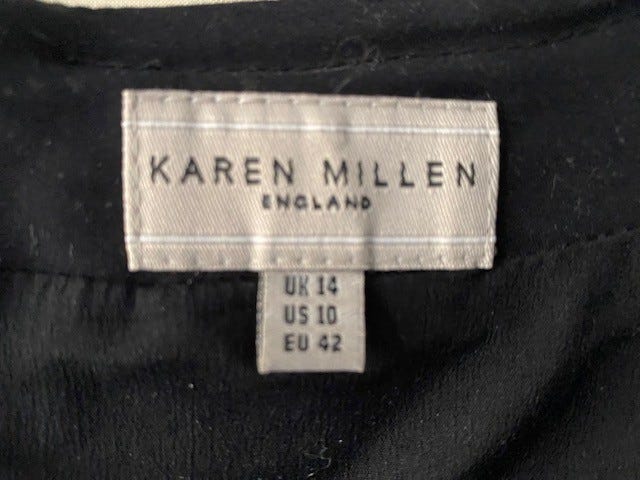 KAREN MILLEN
ENGLAND
UK 14
US 10
EU 42